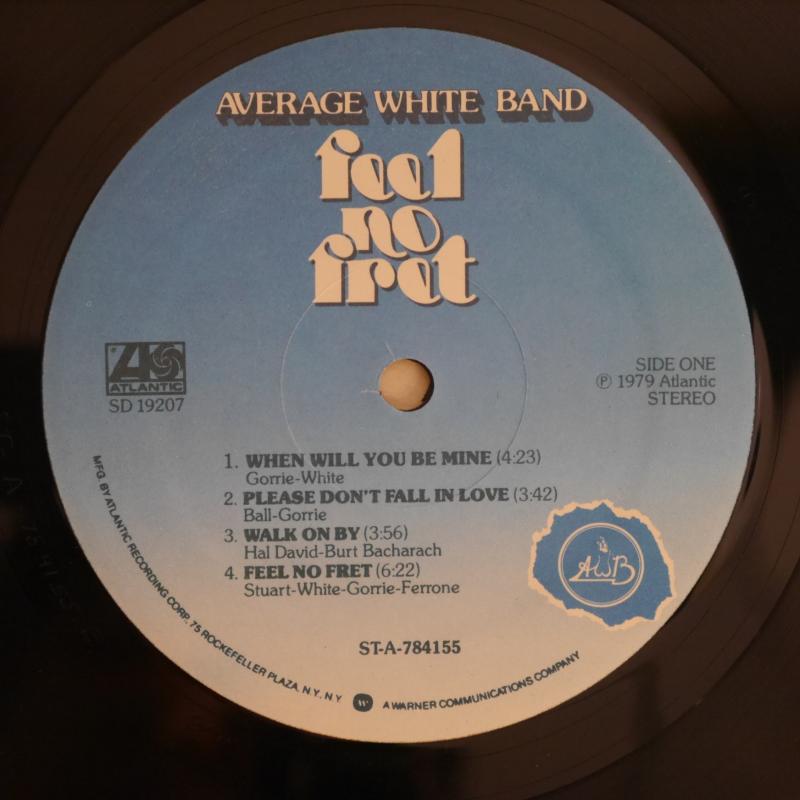 AVERAGE WHITE BAND
feel
no
fret
ATLANTIC
SD 19207
SIDE ONE
℗ 1979 Atlantic
STEREO
1. WHEN WILL YOU BE MINE (4:23)
Gorrie-White
2. PLEASE DON'T FALL IN LOVE (3:42)
Ball-Gorrie
3. WALK ON BY (3:56)
Hal David-Burt Bacharach
4. FEEL NO FRET (6:22)
Stuart-White-Gorrie-Ferrone
AWB
ST-A-784155
MFG. BY ATLANTIC RECORDING CORP. 75 ROCKEFELLER PLAZA, N.Y., N.Y. W A WARNER COMMUNICATIONS COMPANY